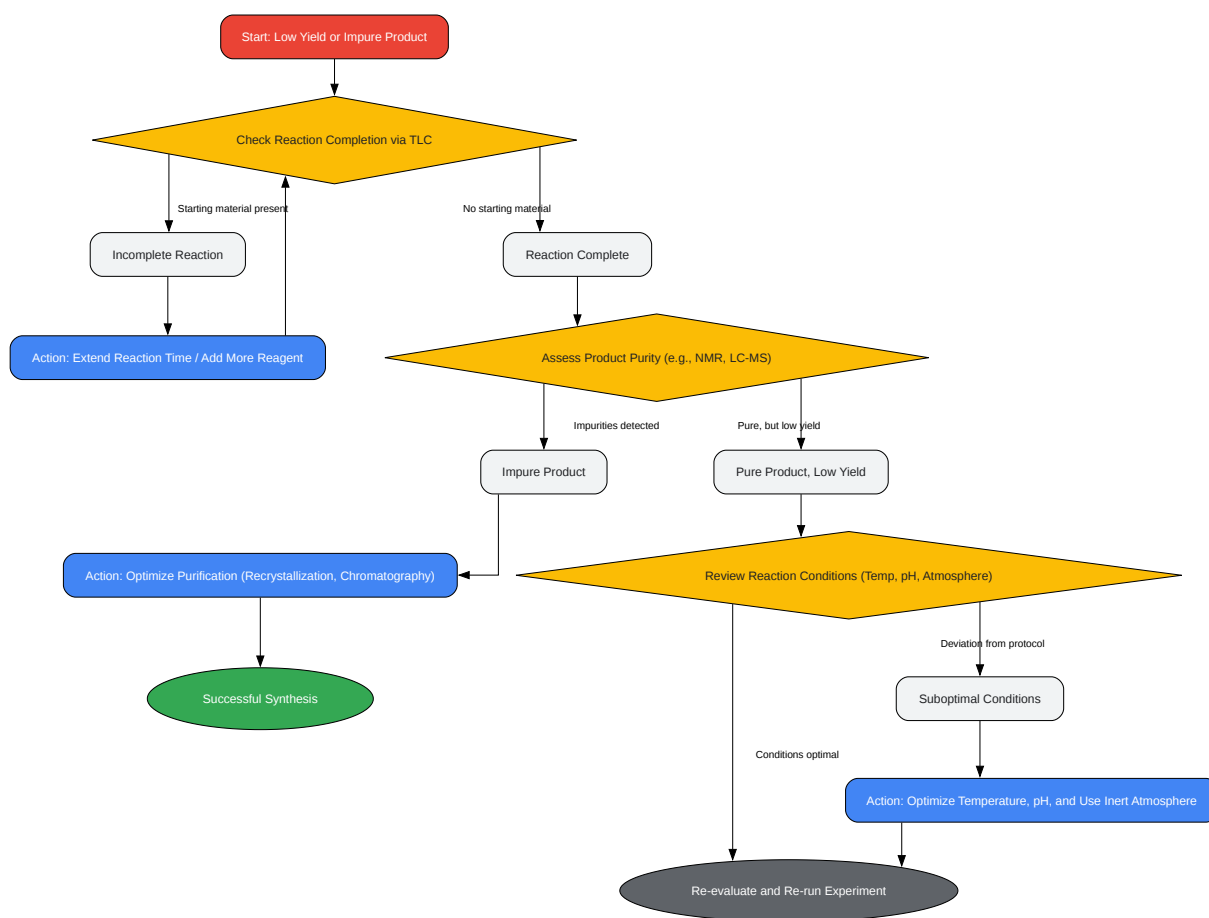 Start: Low Yield or Impure Product
Check Reaction Completion via TLC
Starting material present
No starting material
Incomplete Reaction
Reaction Complete
Action: Extend Reaction Time / Add More Reagent
Assess Product Purity (e.g., NMR, LC-MS)
Impurities detected
Pure, but low yield
Impure Product
Pure Product, Low Yield
Action: Optimize Purification (Recrystallization, Chromatography)
Review Reaction Conditions (Temp, pH, Atmosphere)
Deviation from protocol
Successful Synthesis
Suboptimal Conditions
Conditions optimal
Action: Optimize Temperature, pH, and Use Inert Atmosphere
Re-evaluate and Re-run Experiment